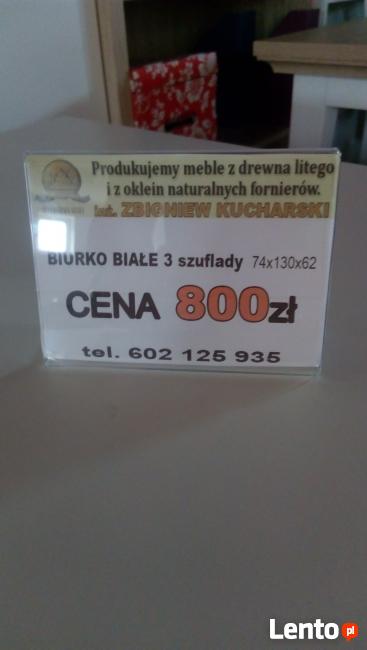 Produkujemy meble z drewna litego
i z oklein naturalnych fornierów.
inż. ZBIGNIEW KUCHARSKI
BIURKO BIAŁE 3 szuflady 74x130x62
CENA 800zł
tel. 602 125 935
Lento.pl